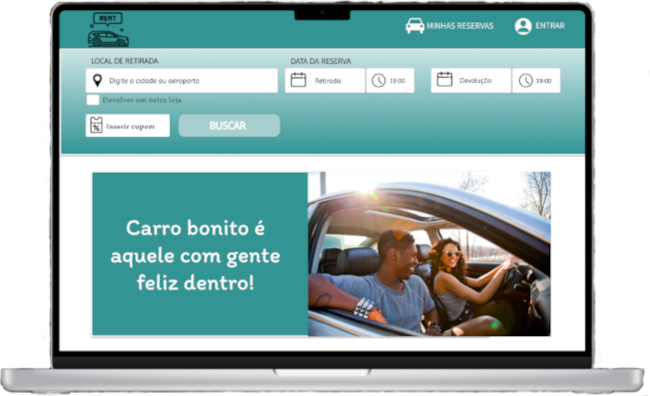 RENT
MINHAS RESERVAS
ENTRAR
LOCAL DE RETIRADA
DATA DA RESERVA
Digite a cidade ou aeroporto
Retirada
19:00
Devolução
19:00
Devolver em outra loja
Inserir cupom
BUSCAR
Carro bonito é
aquele com gente
feliz dentro!